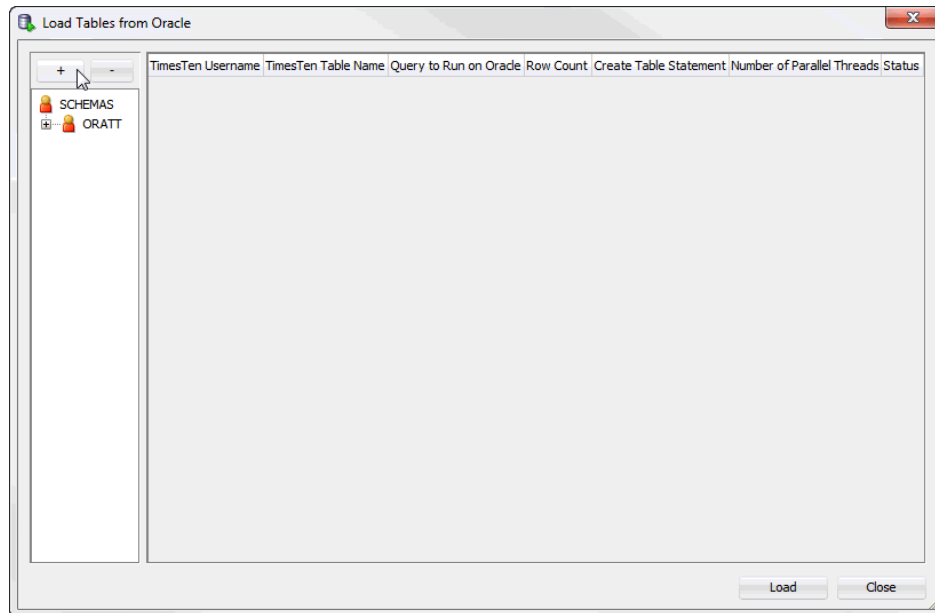 Load Tables from Oracle
+ -
TimesTen Username TimesTen Table Name Query to Run on Oracle Row Count Create Table Statement Number of Parallel Threads Status
SCHEMAS
ORATT
Load Close